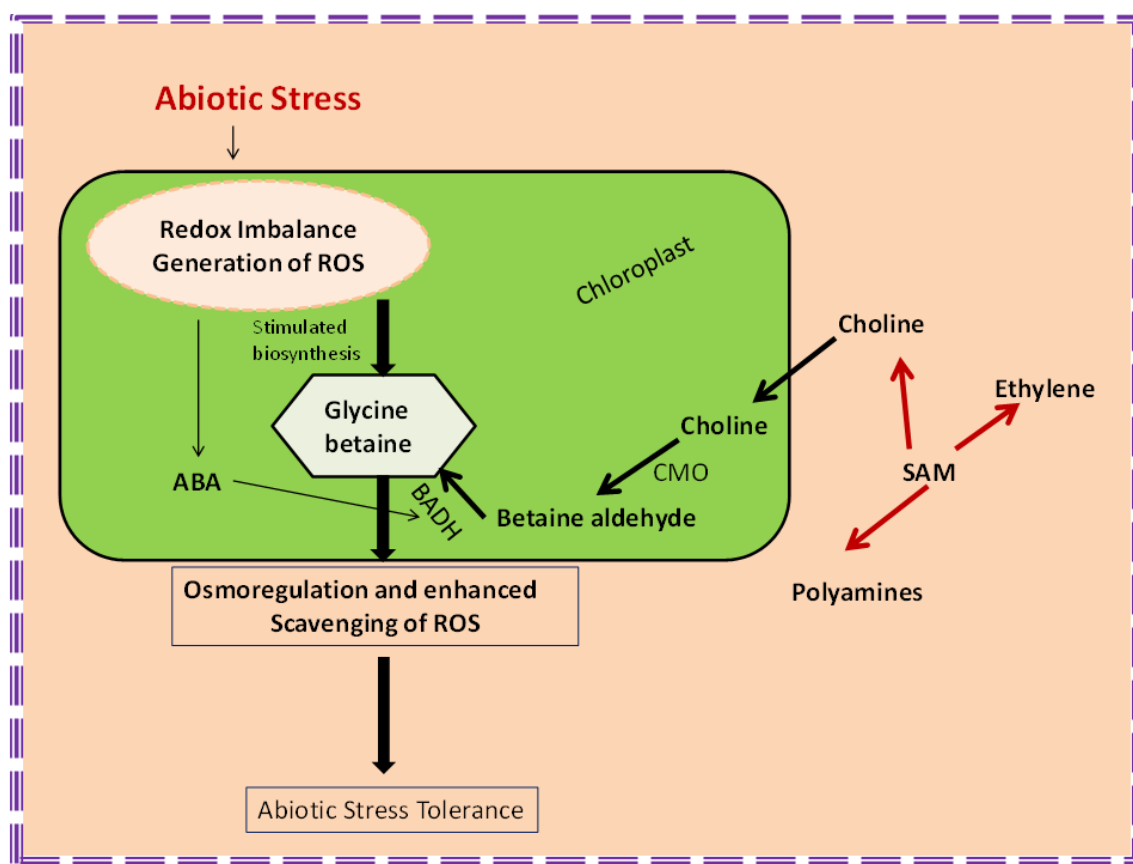 Abiotic Stress
Redox Imbalance
Generation of ROS
Chloroplast
Stimulated
biosynthesis
Choline
Ethylene
Glycine
betaine
Choline
CMO
SAM
ABA
BADH
Betaine aldehyde
Osmoregulation and enhanced
Scavenging of ROS
Polyamines
Abiotic Stress Tolerance